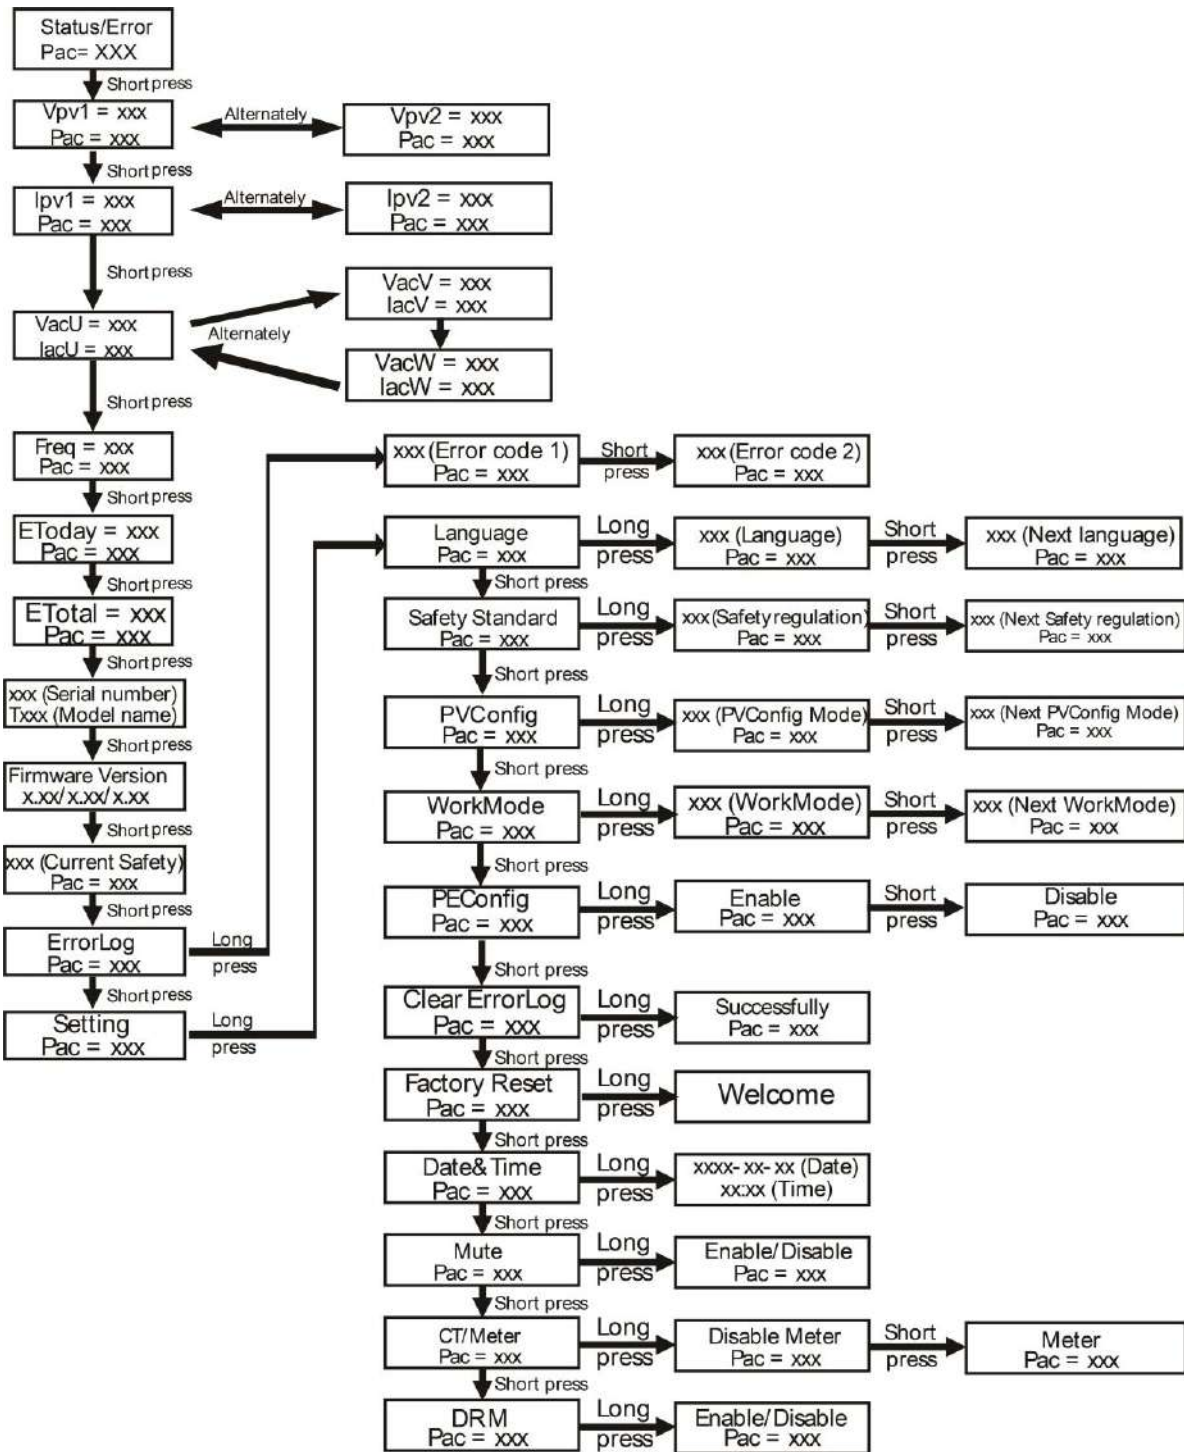 Status/Error
Pac= XXX
Short press
Vpv1 = xxx
Pac = xxx
Alternately
Vpv2 = xxx
Pac = xxx
Short press
Ipv1 = xxx
Pac = xxx
Alternately
Ipv2 = xxx
Pac = xxx
Short press
VacU = xxx
IacU = xxx
Alternately
VacV = xxx
IacV = xxx
VacW = xxx
IacW = xxx
Short press
Freq = xxx
Pac = xxx
Short press
EToday = xxx
Pac = xxx
Short press
ETotal = xxx
Pac = xxx
Short press
xxx (Serial number)
Txxx (Model name)
Short press
Firmware Version
x.xx/x.xx/x.xx
Short press
xxx (Current Safety)
Pac = xxx
Short press
ErrorLog
Pac = xxx
Long
press
Short press
Setting
Pac = xxx
Long
press
xxx (Error code 1)
Pac = xxx
Short
press
xxx (Error code 2)
Pac = xxx
Language
Pac = xxx
Long
press
xxx (Language)
Pac = xxx
Short
press
xxx (Next language)
Pac = xxx
Short press
Safety Standard
Pac = xxx
Long
press
xxx (Safety regulation)
Pac = xxx
Short
press
xxx (Next Safety regulation)
Pac = xxx
Short press
PVConfig
Pac = xxx
Long
press
xxx (PVConfig Mode)
Pac = xxx
Short
press
xxx (Next PVConfig Mode)
Pac = xxx
Short press
WorkMode
Pac = xxx
Long
press
xxx (WorkMode)
Pac = xxx
Short
press
xxx (Next WorkMode)
Pac = xxx
Short press
PEConfig
Pac = xxx
Long
press
Enable
Pac = xxx
Short
press
Disable
Pac = xxx
Short press
Clear ErrorLog
Pac = xxx
Long
press
Successfully
Pac = xxx
Short press
Factory Reset
Pac = xxx
Long
press
Welcome
Short press
Date&Time
Pac = xxx
Long
press
xxxx- xx- xx (Date)
xx:xx (Time)
Short press
Mute
Pac = xxx
Long
press
Enable/Disable
Pac = xxx
Short press
CT/Meter
Pac = xxx
Long
press
Disable Meter
Pac = xxx
Short
press
Meter
Pac = xxx
Short press
DRM
Pac = xxx
Long
press
Enable/Disable
Pac = xxx